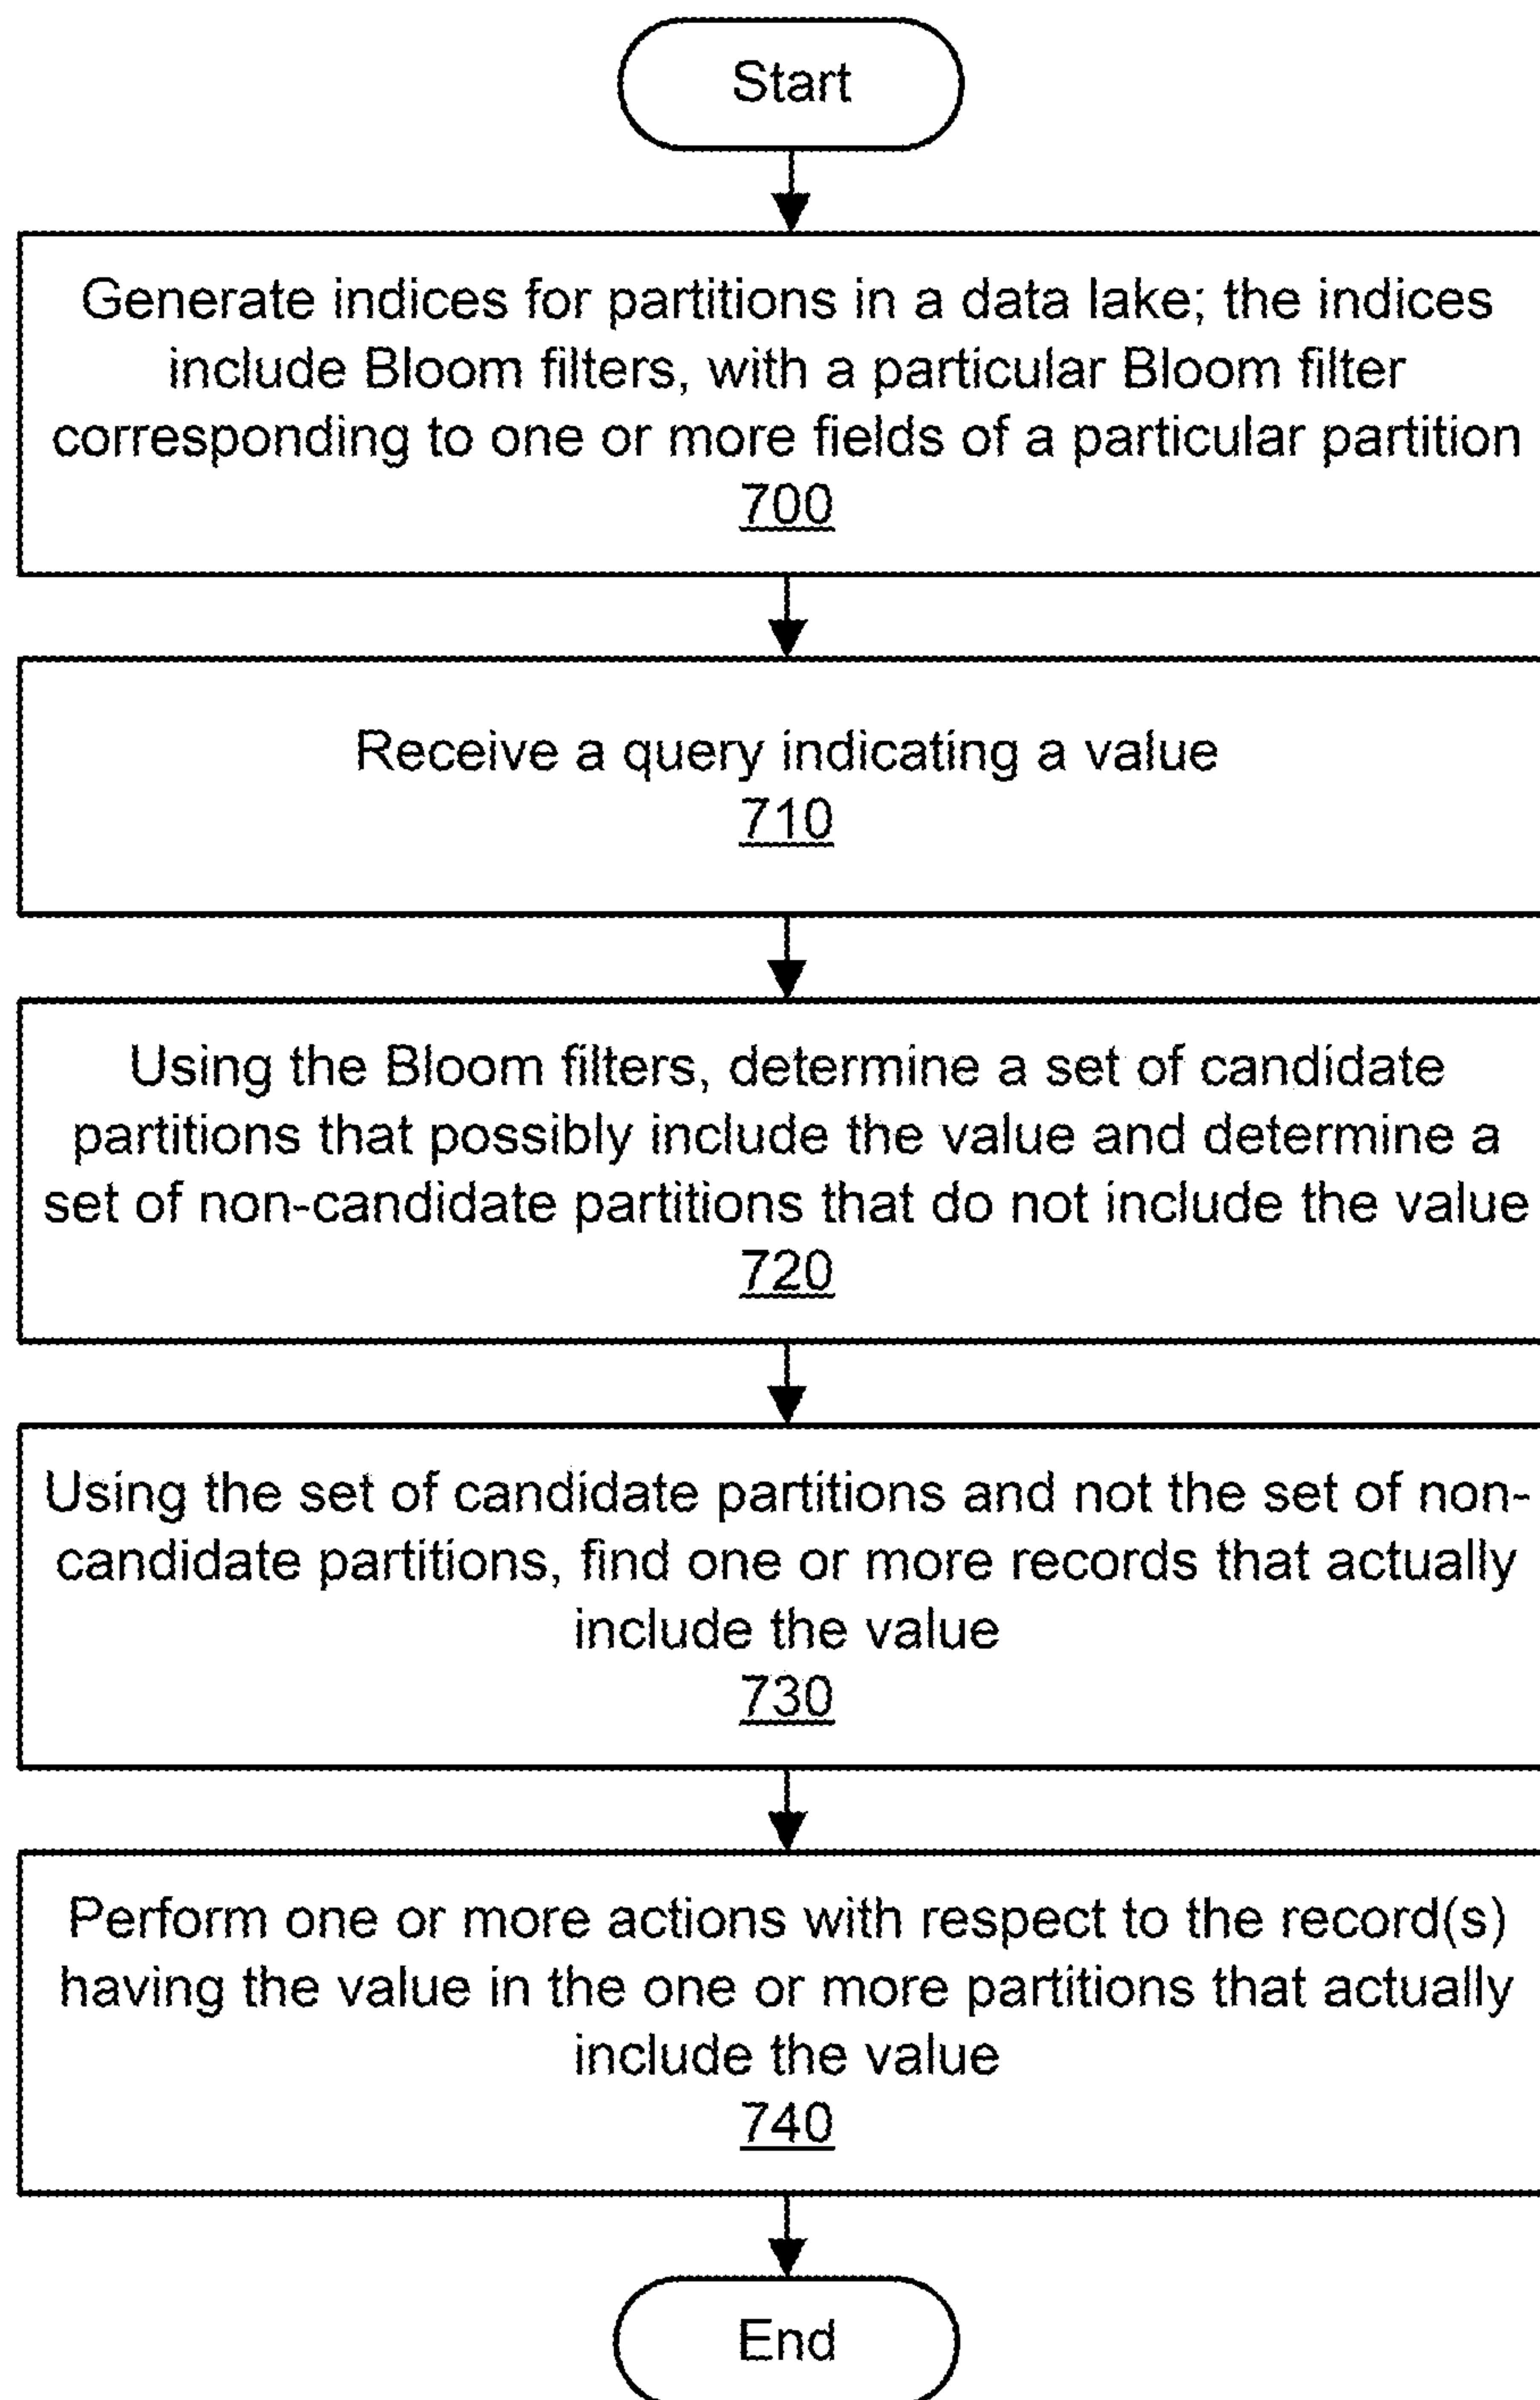 Start
Generate indices for partitions in a data lake; the indices
include Bloom filters, with a particular Bloom filter
corresponding to one or more fields of a particular partition
700
Receive a query indicating a value
710
Using the Bloom filters, determine a set of candidate
partitions that possibly include the value and determine a
set of non-candidate partitions that do not include the value
720
Using the set of candidate partitions and not the set of non-
candidate partitions, find one or more records that actually
include the value
730
Perform one or more actions with respect to the record(s)
having the value in the one or more partitions that actually
include the value
740
End